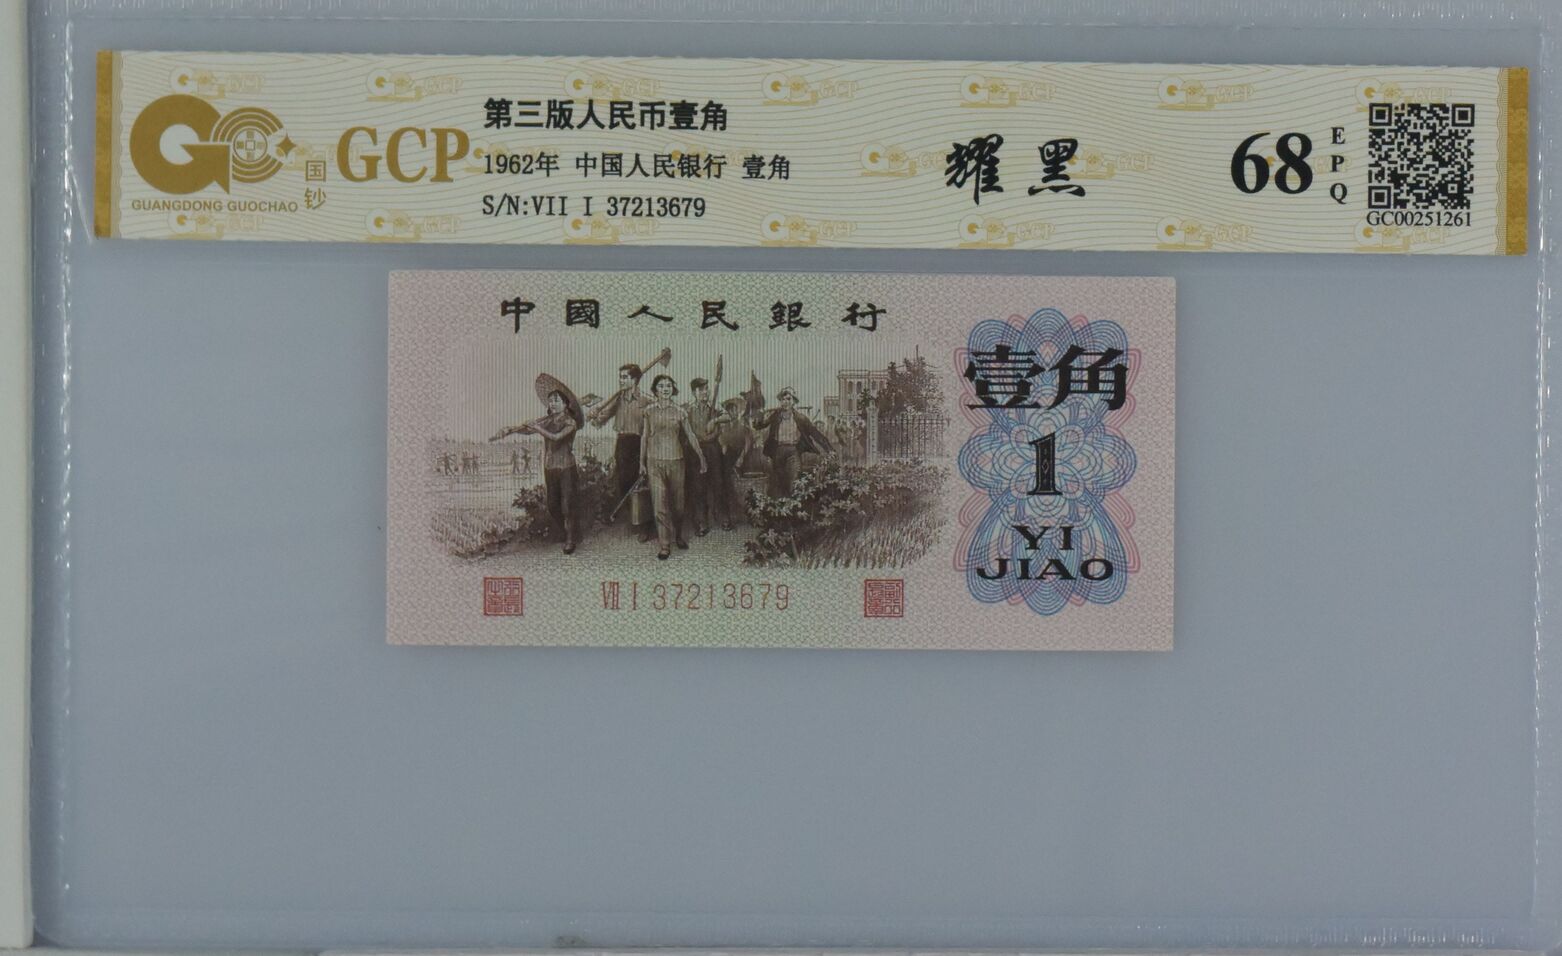 GCP
国钞
GUANGDONG GUOCHAO
第三版人民币壹角
1962年 中国人民银行 壹角
S/N:VII I 37213679
耀黑
68
EPQ
GC00251261
中國人民銀行
壹角
1
YI
JIAO
VII I 37213679